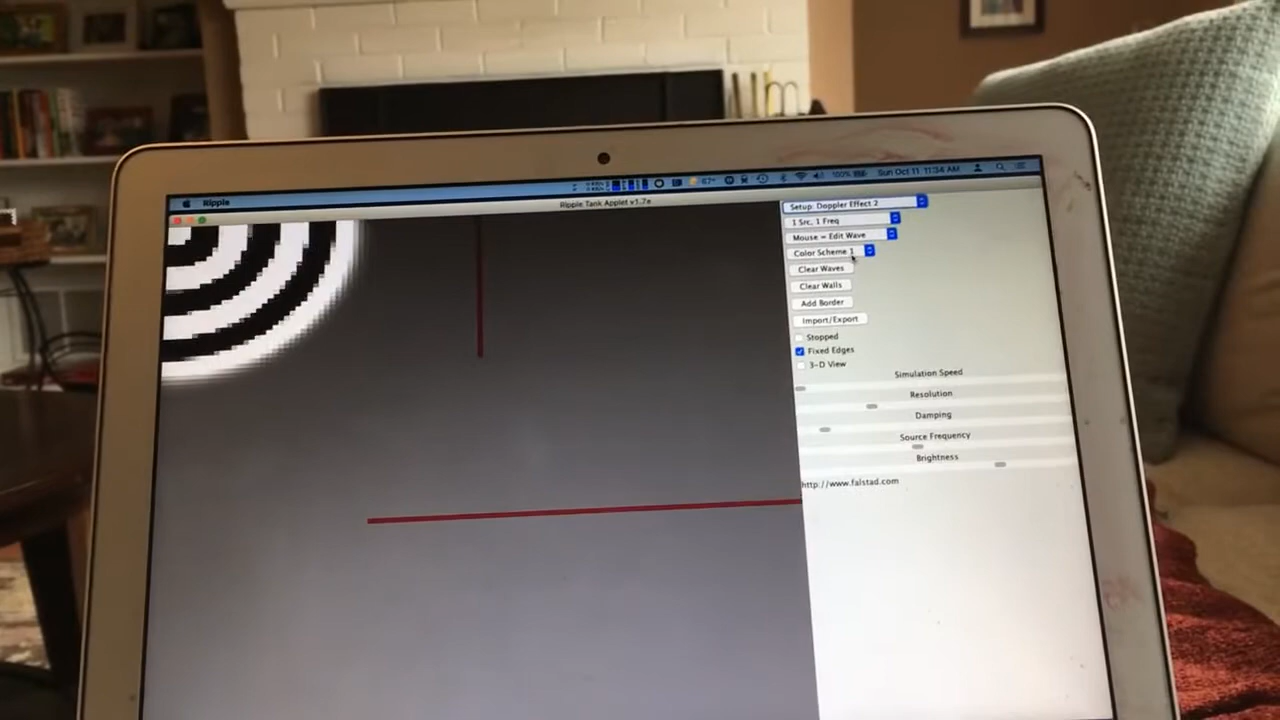 Ripple
67°
100%
Sun Oct 11 11:34 AM
Ripple Tank Applet v1.7e
Setup: Doppler Effect 2
1 Src, 1 Freq
Mouse = Edit Wave
Color Scheme 1
Clear Waves
Clear Walls
Add Border
Import/Export
Stopped
Fixed Edges
3-D View
Simulation Speed
Resolution
Damping
Source Frequency
Brightness
http://www.falstad.com